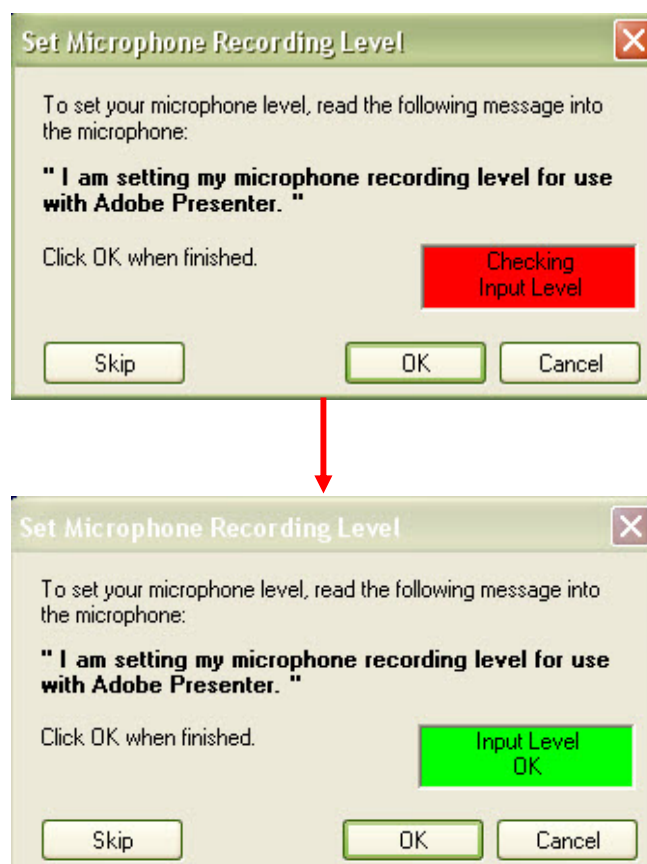 Set Microphone Recording Level
To set your microphone level, read the following message into
the microphone:
" I am setting my microphone recording level for use
with Adobe Presenter. "
Click OK when finished.
Checking
Input Level
Skip OK Cancel
Set Microphone Recording Level
To set your microphone level, read the following message into
the microphone:
" I am setting my microphone recording level for use
with Adobe Presenter. "
Click OK when finished.
Input Level
OK
Skip OK Cancel